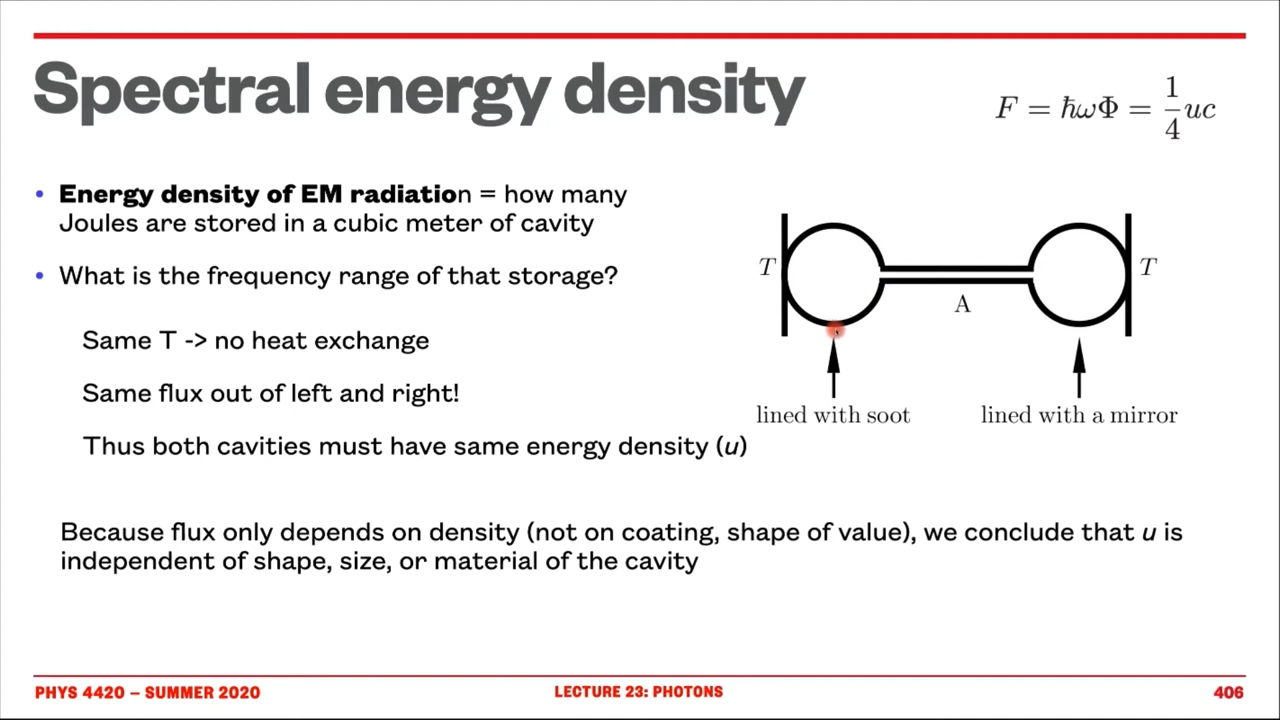 Spectral energy density
F = ħωΦ = 1/4 uc
• Energy density of EM radiation = how many
Joules are stored in a cubic meter of cavity
• What is the frequency range of that storage?
Same T -> no heat exchange
Same flux out of left and right!
Thus both cavities must have same energy density (u)
T
T
A
lined with soot
lined with a mirror
Because flux only depends on density (not on coating, shape of value), we conclude that u is
independent of shape, size, or material of the cavity
PHYS 4420 – SUMMER 2020
LECTURE 23: PHOTONS
406